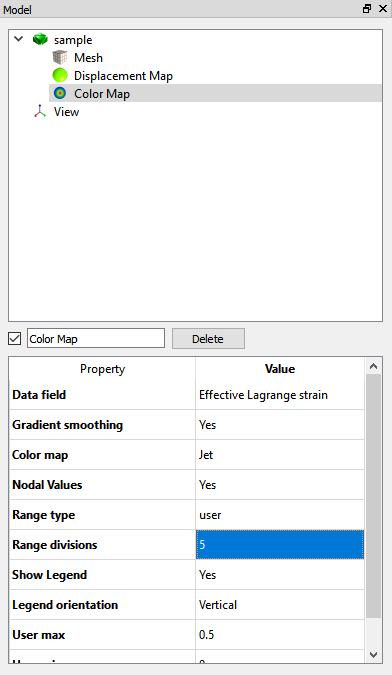 Model
sample
Mesh
Displacement Map
Color Map
View
Color Map Delete
Property Value
Data field Effective Lagrange strain
Gradient smoothing Yes
Color map Jet
Nodal Values Yes
Range type user
Range divisions 5
Show Legend Yes
Legend orientation Vertical
User max 0.5